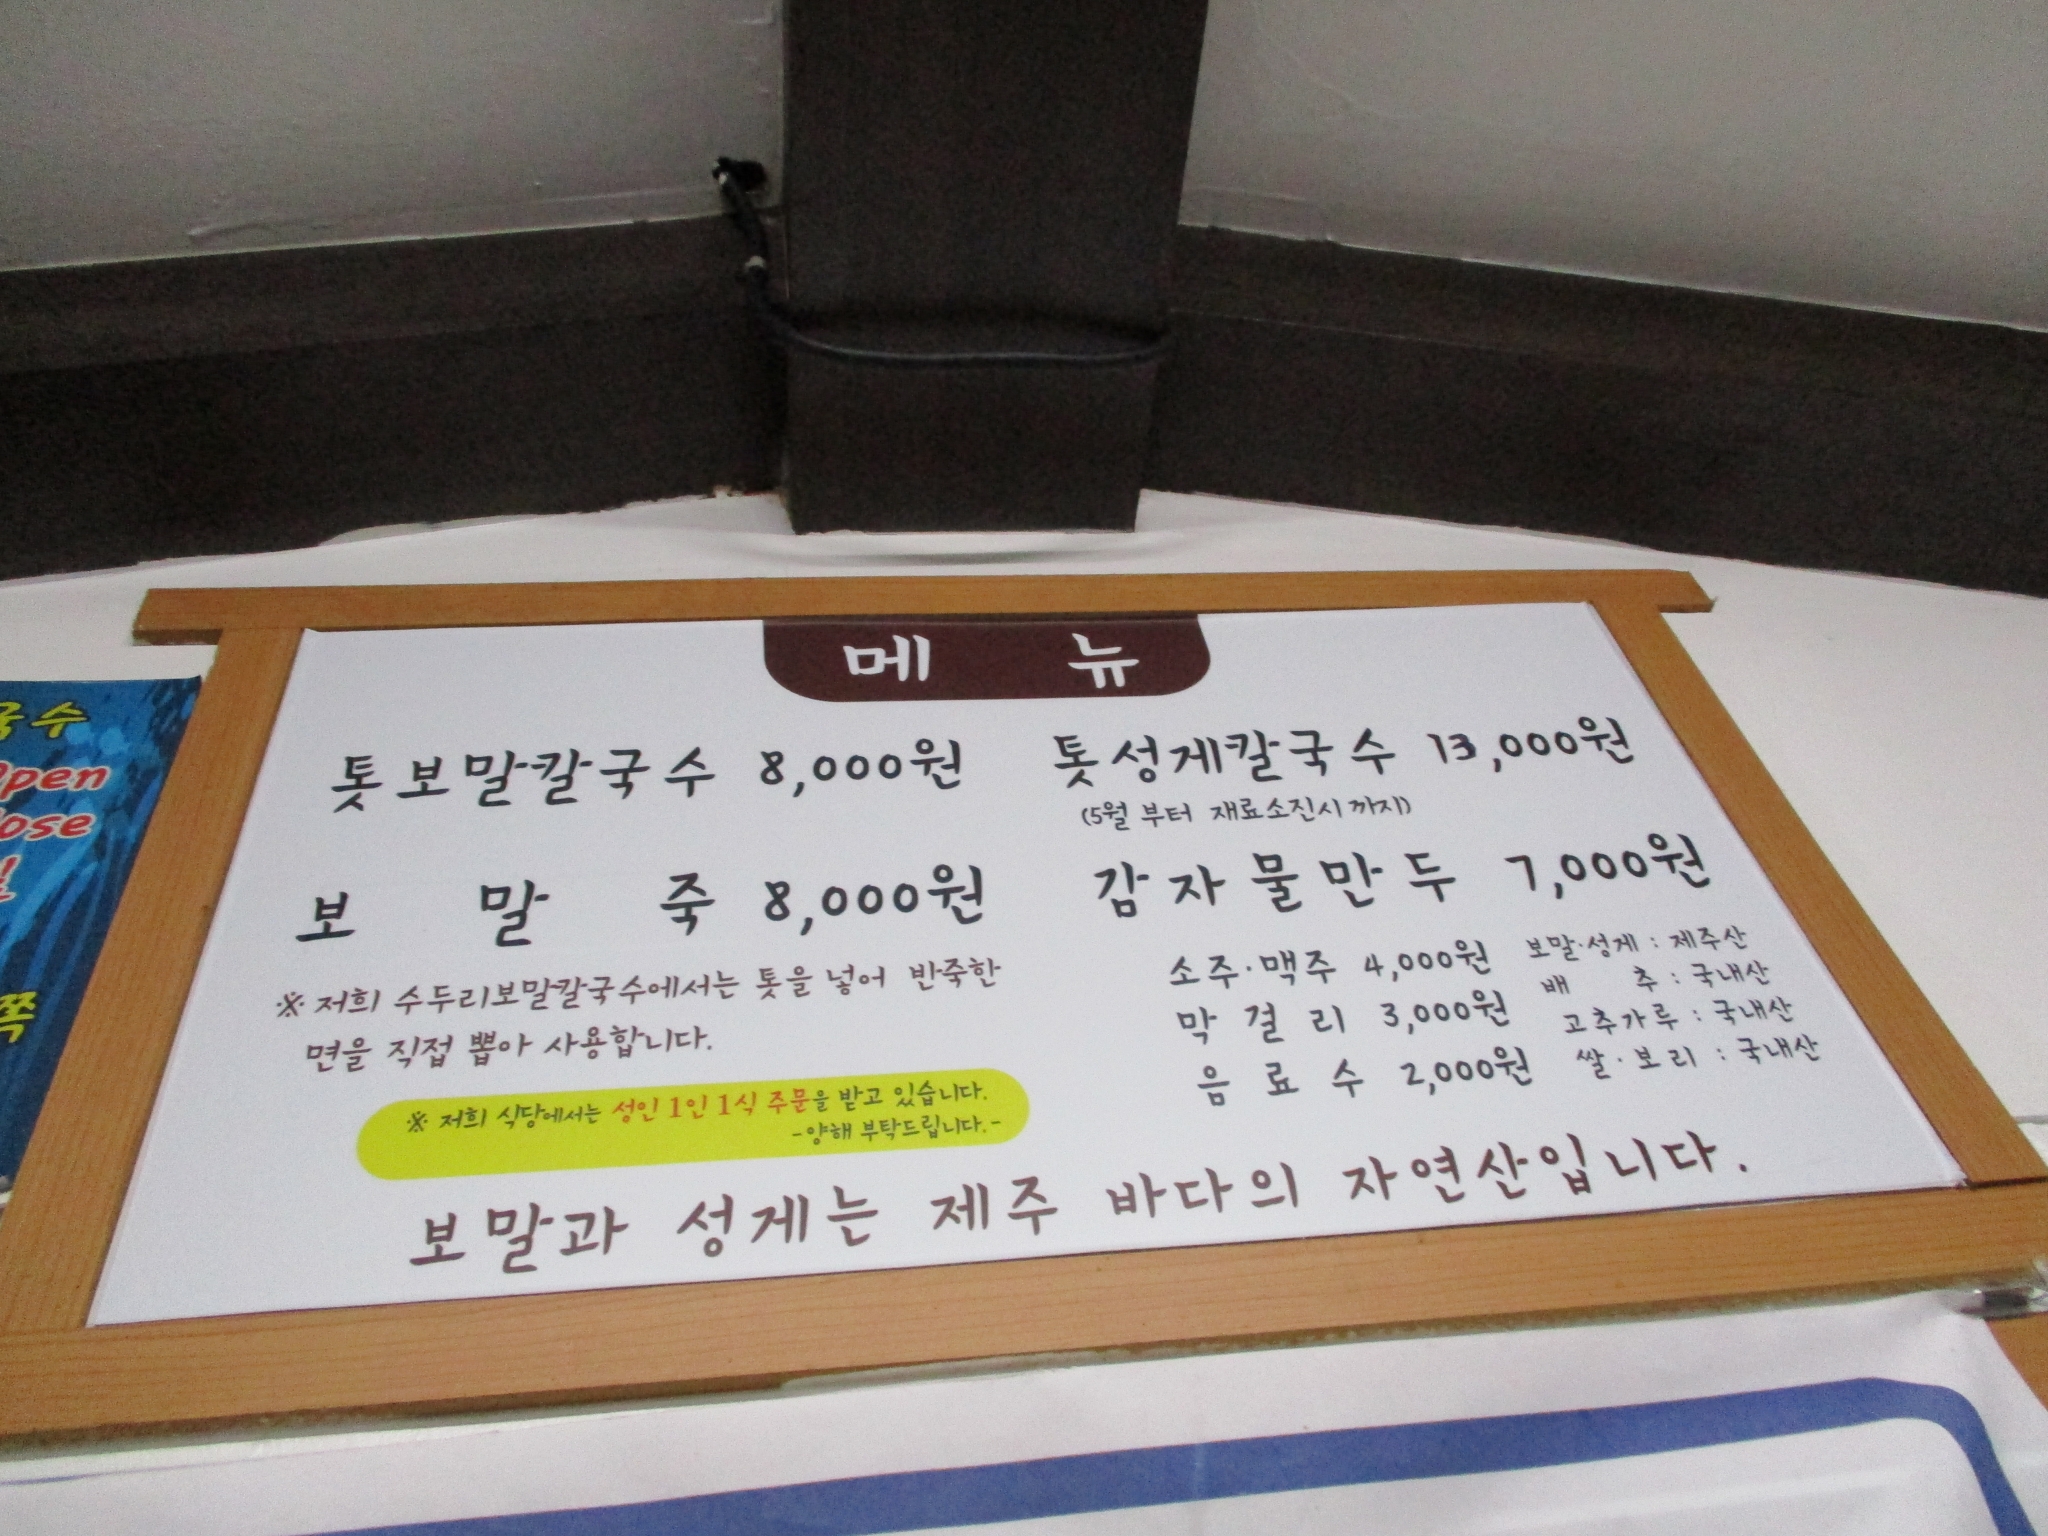 메 뉴
톳보말칼국수 8,000원
보 말 죽 8,000원
※ 저희 수두리보말칼국수에서는 톳을 넣어 반죽한
면을 직접 뽑아 사용합니다.
※ 저희 식당에서는 성인 1인 1식 주문을 받고 있습니다.
-양해 부탁드립니다.-
톳성게칼국수 13,000원
(5월 부터 재료소진시 까지)
감자물만두 7,000원
소주·맥주 4,000원
막 걸 리 3,000원
음 료 수 2,000원
보말·성게 : 제주산
배 추 : 국내산
고추가루 : 국내산
쌀·보리 : 국내산
보말과 성게는 제주 바다의 자연산입니다.
국수
Open
lose
쪽